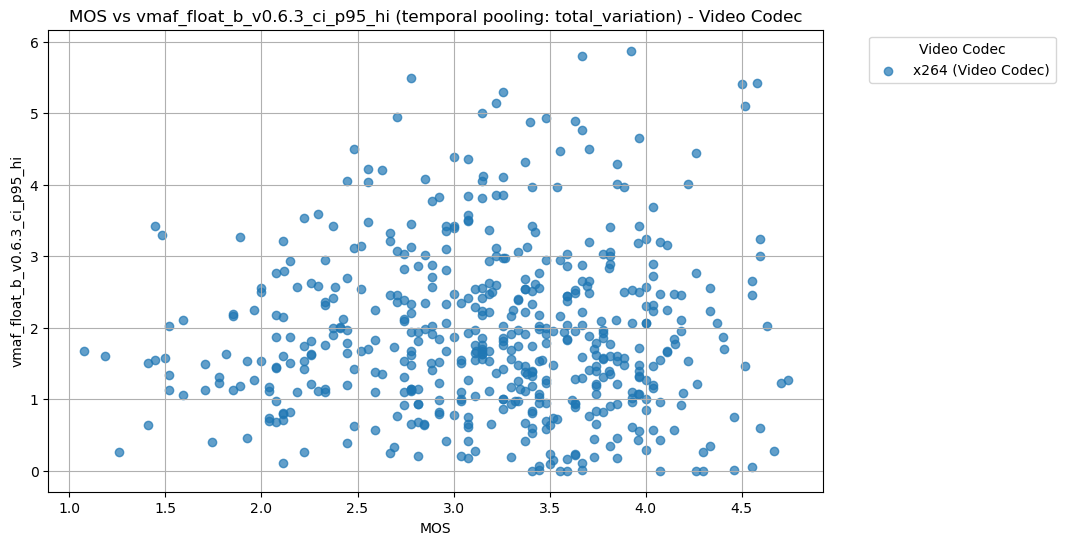 MOS vs vmaf_float_b_v0.6.3_ci_p95_hi (temporal pooling: total_variation) - Video Codec
Video Codec
x264 (Video Codec)
vmaf_float_b_v0.6.3_ci_p95_hi
6
5
4
3
2
1
0
1.0 1.5 2.0 2.5 3.0 3.5 4.0 4.5
MOS